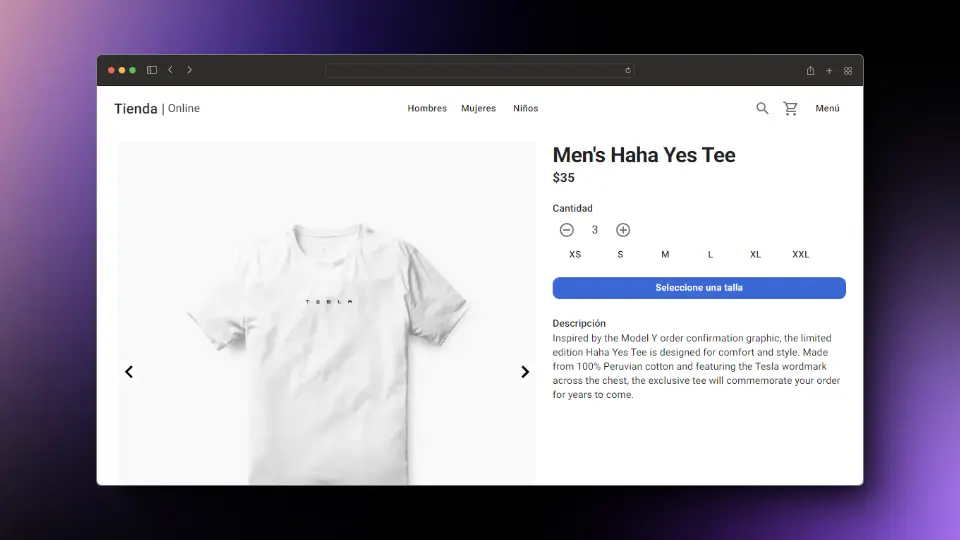 Tienda | Online
Hombres Mujeres Niños
Menú
Men's Haha Yes Tee
$35
Cantidad
3
XS S M L XL XXL
Seleccione una talla
TESLA
Descripción
Inspired by the Model Y order confirmation graphic, the limited
edition Haha Yes Tee is designed for comfort and style. Made
from 100% Peruvian cotton and featuring the Tesla wordmark
across the chest, the exclusive tee will commemorate your order
for years to come.